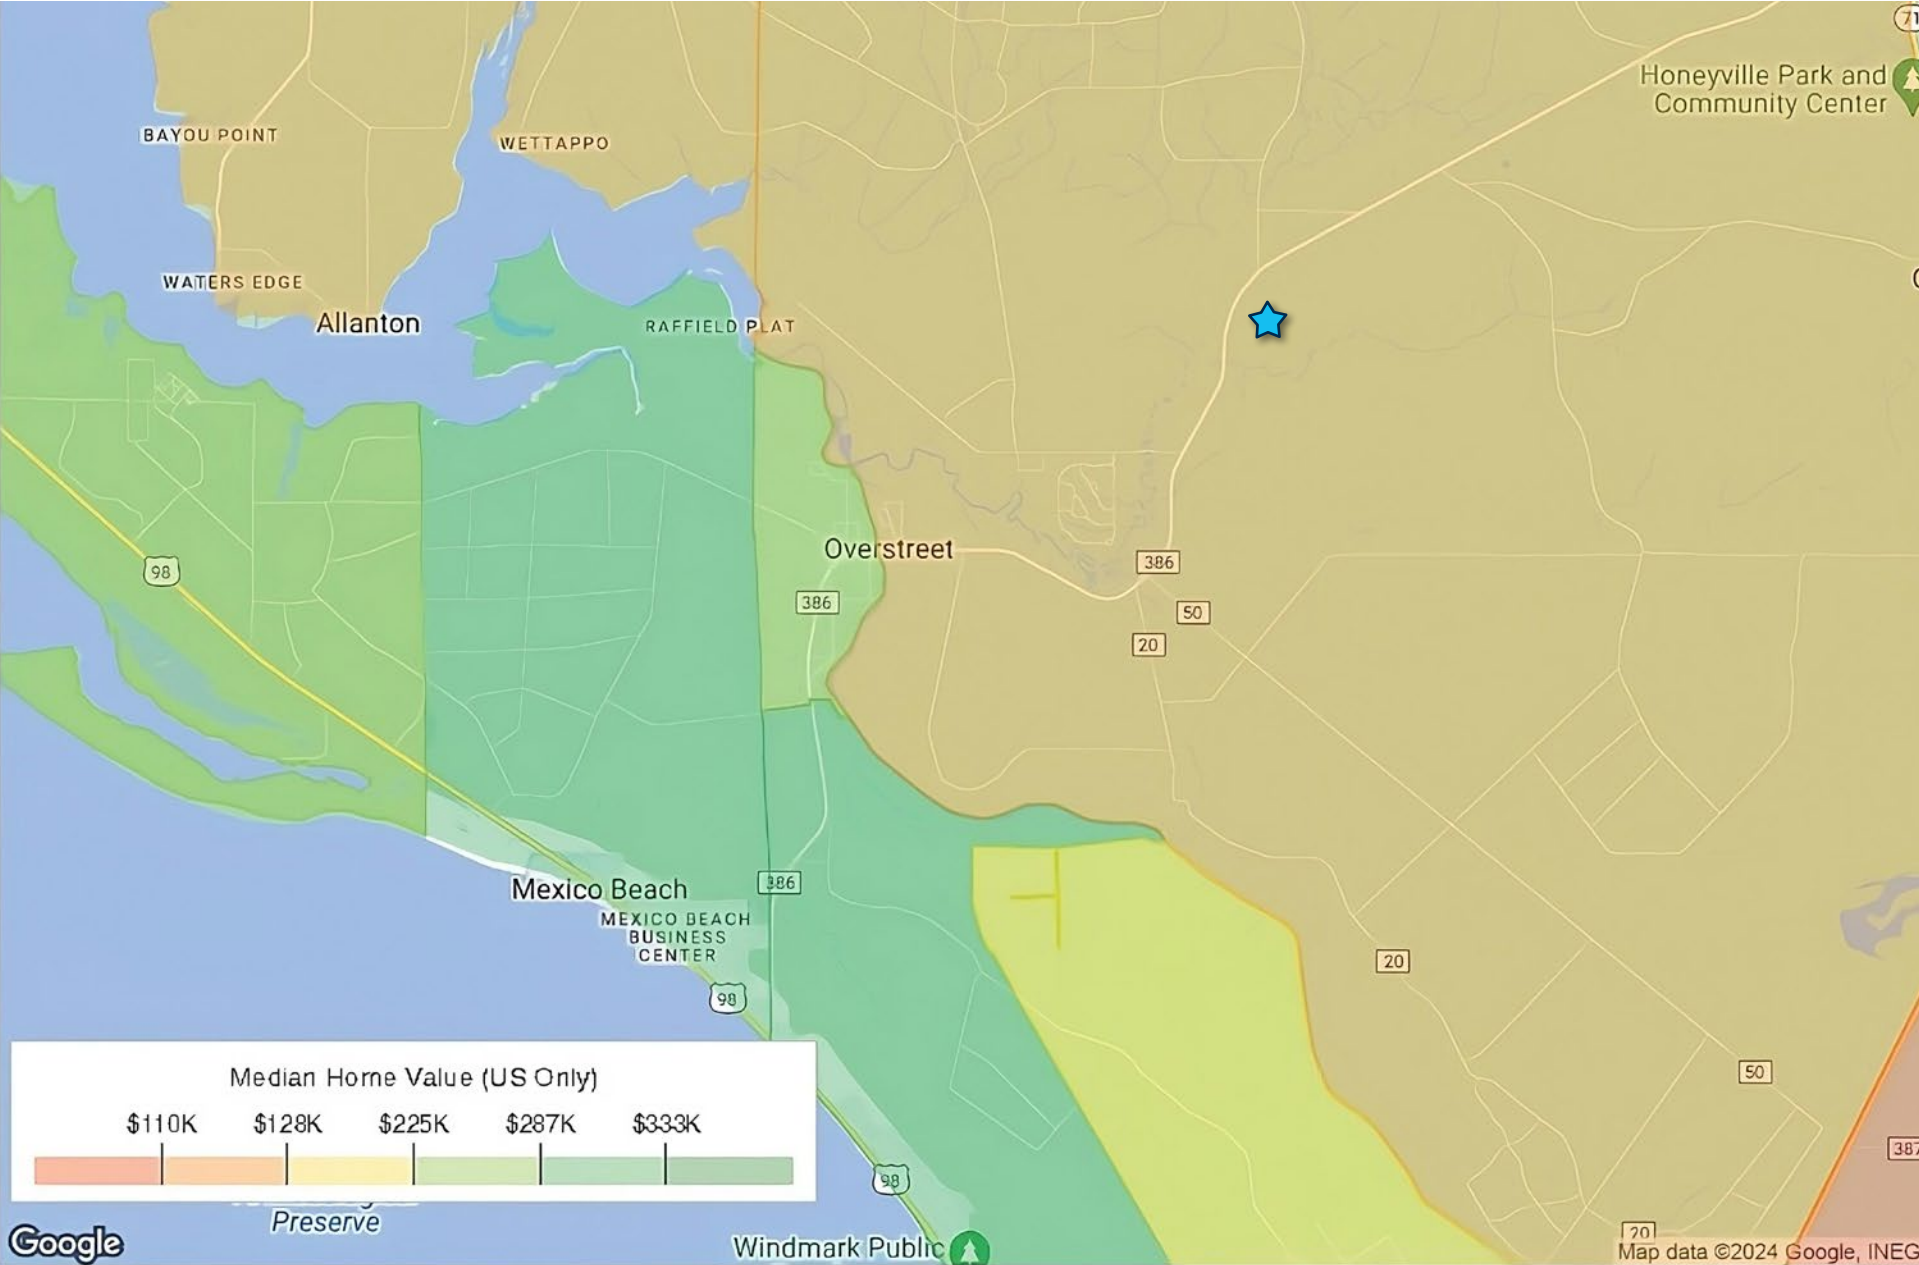 71
Honeyville Park and
Community Center
BAYOU POINT
WETTAPPO
WATERS EDGE
Allanton
RAFFIELD PLAT
98
Overstreet
386
386
50
20
Mexico Beach
386
MEXICO BEACH
BUSINESS
CENTER
20
98
50
Median Home Value (US Only)
$110K $128K $225K $287K $333K
387
98
Preserve
20
Google
Windmark Public
Map data ©2024 Google, INEG